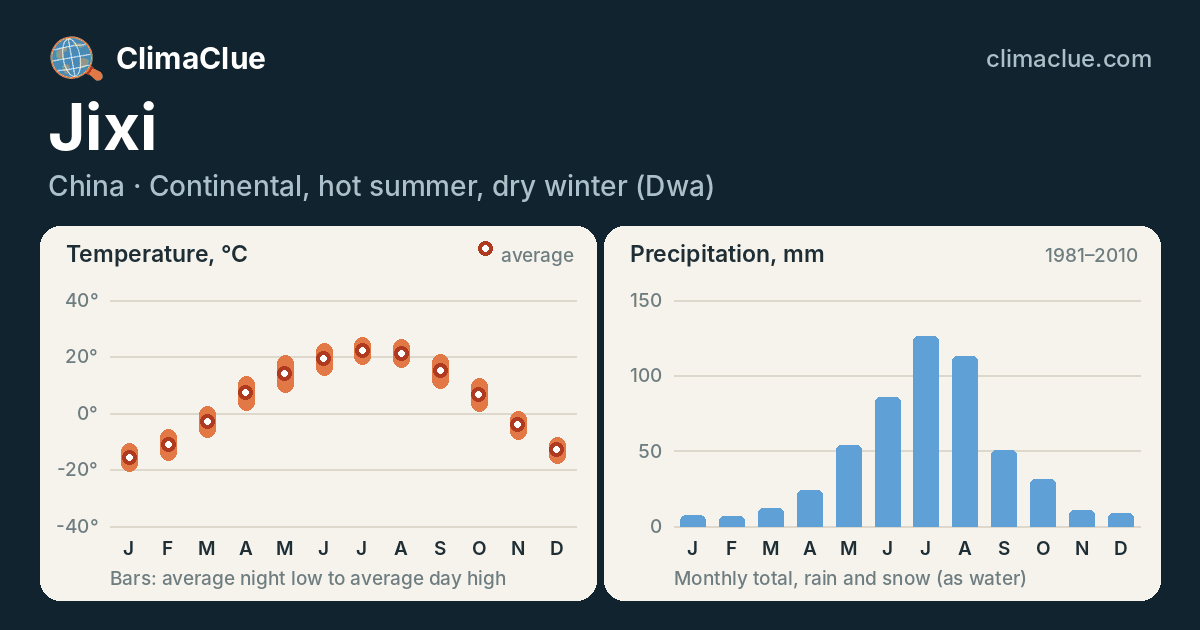 ClimaClue
climaclue.com
Jixi
China · Continental, hot summer, dry winter (Dwa)
Temperature, °C
average
40°
20°
0°
-20°
-40°
J F M A M J J A S O N D
Bars: average night low to average day high
Precipitation, mm
1981–2010
150
100
50
0
J F M A M J J A S O N D
Monthly total, rain and snow (as water)